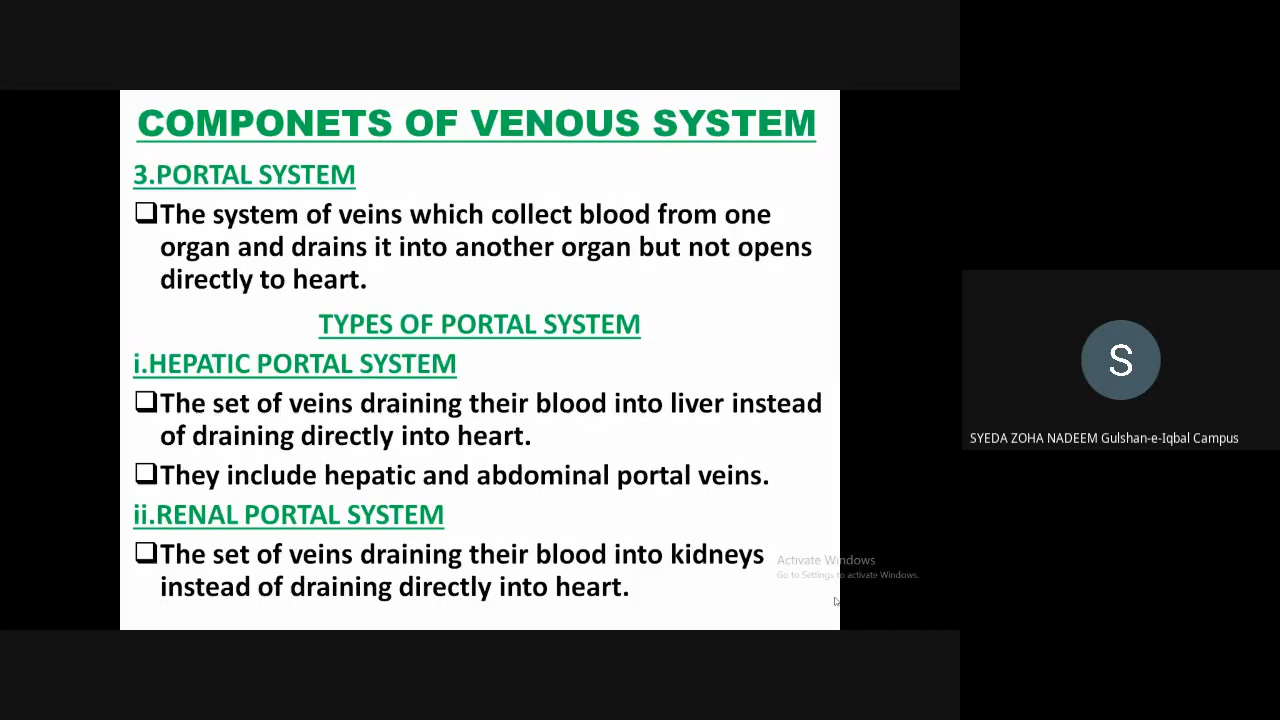 COMPONETS OF VENOUS SYSTEM
3.PORTAL SYSTEM
❑The system of veins which collect blood from one
organ and drains it into another organ but not opens
directly to heart.
TYPES OF PORTAL SYSTEM
i.HEPATIC PORTAL SYSTEM
❑The set of veins draining their blood into liver instead
of draining directly into heart.
❑They include hepatic and abdominal portal veins.
ii.RENAL PORTAL SYSTEM
❑The set of veins draining their blood into kidneys
instead of draining directly into heart.
Activate Windows
Go to Settings to activate Windows.
S
SYEDA ZOHA NADEEM Gulshan-e-Iqbal Campus